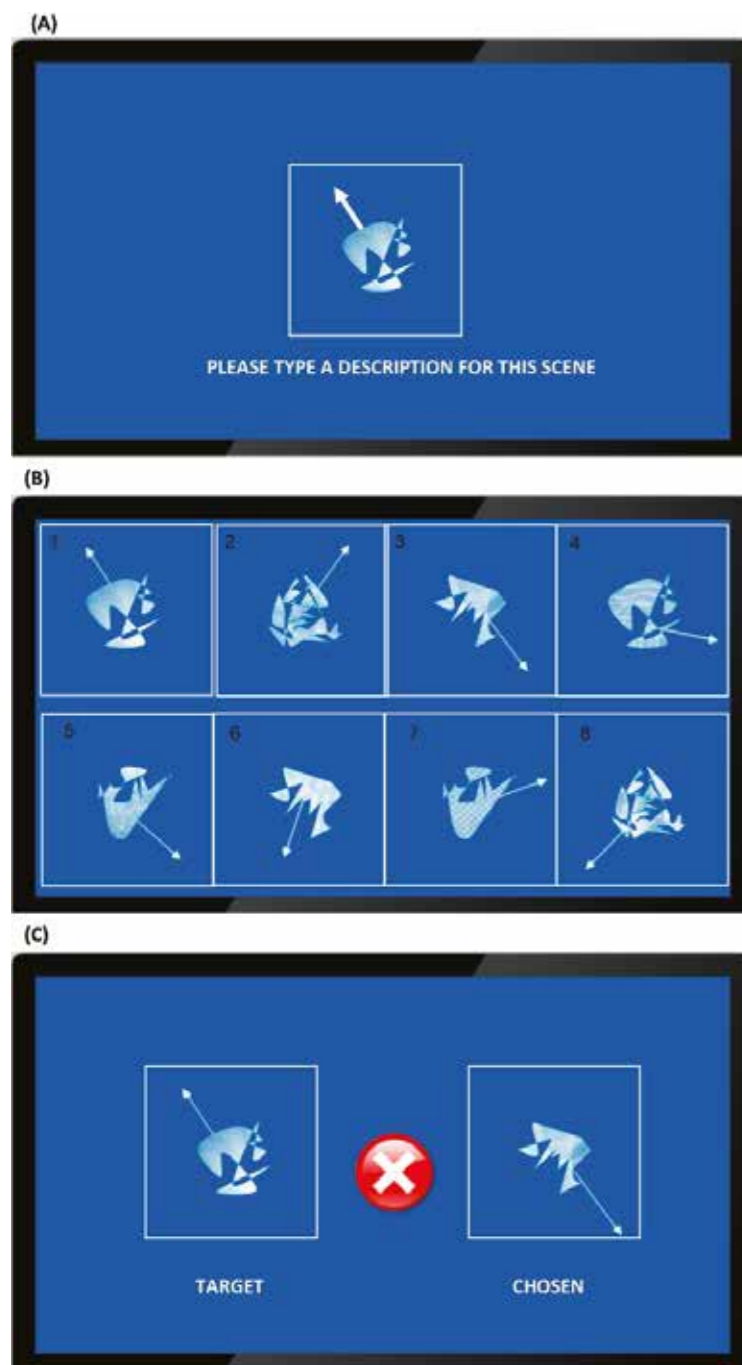 (A)
PLEASE TYPE A DESCRIPTION FOR THIS SCENE
(B)
1 2 3 4
5 6 7 8
(C)
TARGET CHOSEN